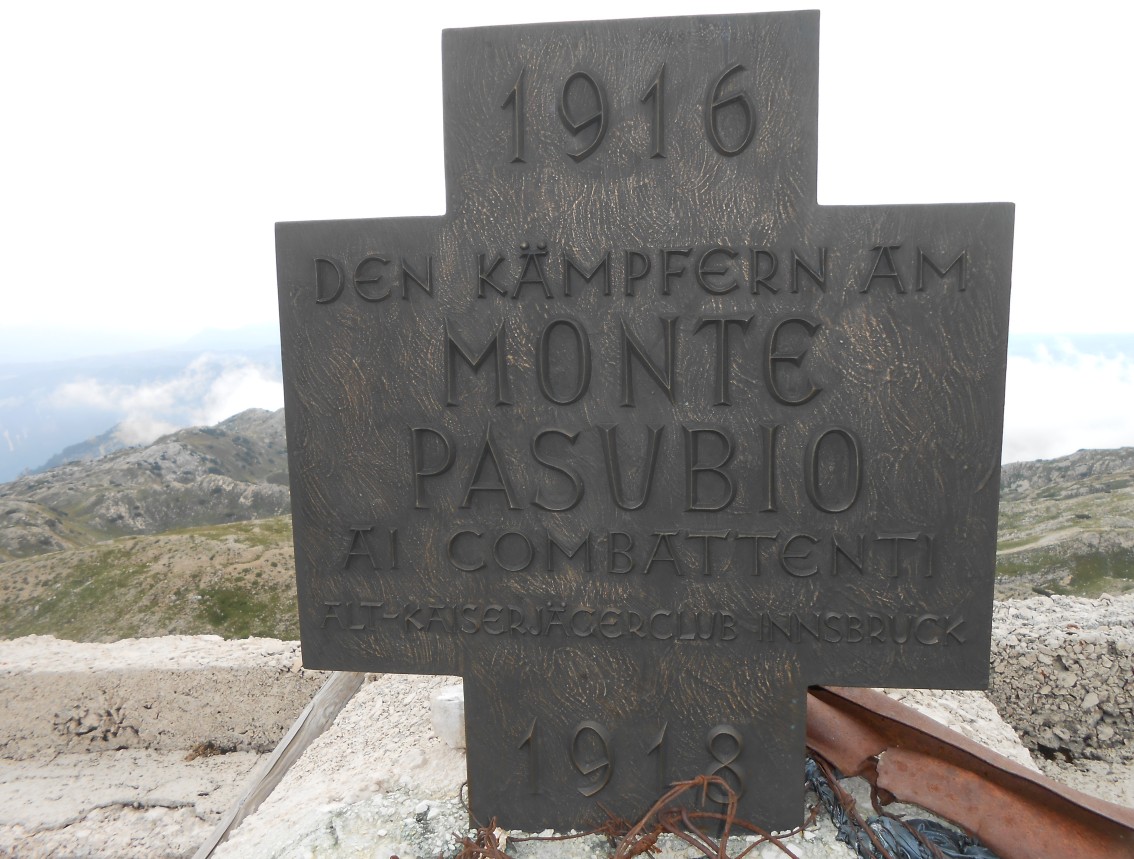 1916
DEN KÄMPFERN AM
MONTE
PASUBIO
AI COMBATTENTI
ALT-KAISERJÄGERCLUB INNSBRUCK
1918